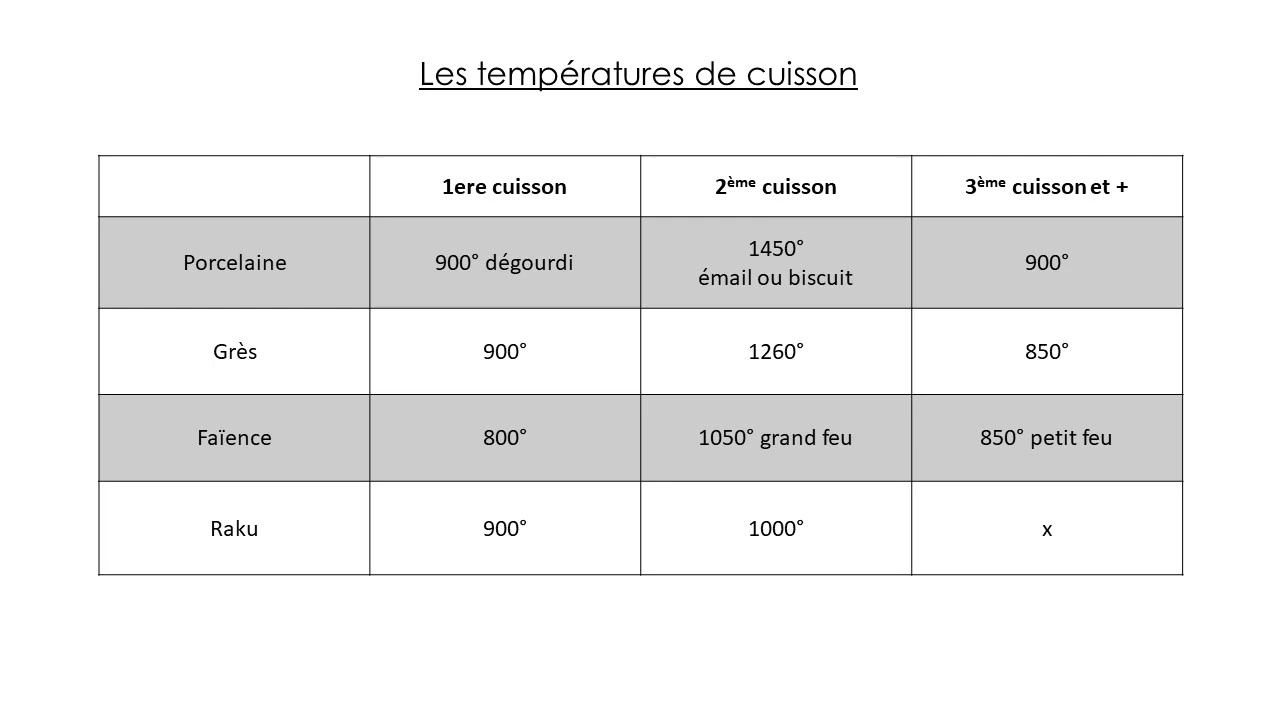 Les températures de cuisson
1ere cuisson
2ème cuisson
3ème cuisson et +
Porcelaine
900° dégourdi
1450°
émail ou biscuit
900°
Grès
900°
1260°
850°
Faïence
800°
1050° grand feu
850° petit feu
Raku
900°
1000°
x